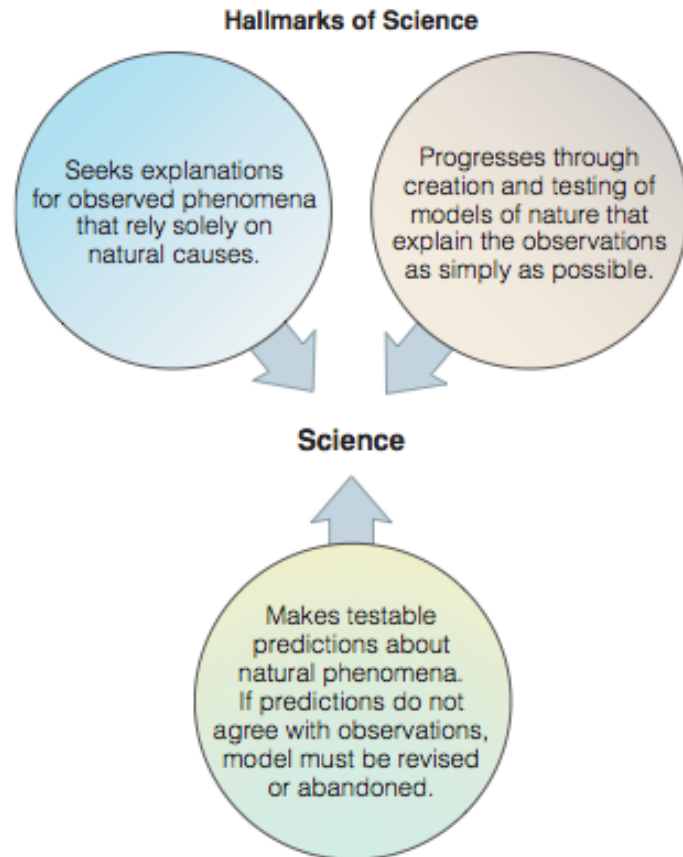 Hallmarks of Science
Seeks explanations
for observed phenomena
that rely solely on
natural causes.
Progresses through
creation and testing of
models of nature that
explain the observations
as simply as possible.
Science
Makes testable
predictions about
natural phenomena.
If predictions do not
agree with observations,
model must be revised
or abandoned.